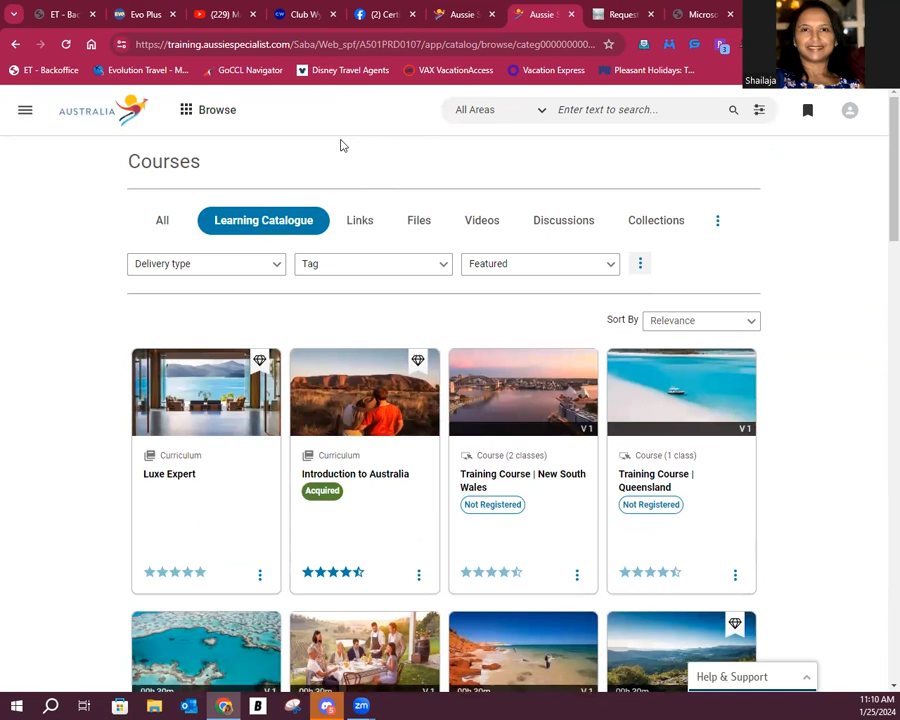 ET - Bac
Evo Plus
(229) M
Club W
(2) Cert
Aussie S
Aussie
Request
Microso
https://training.aussiespecialist.com/Saba/Web_spf/A501PRD0107/app/catalog/browse/categ000000000...
3
ET - Backoffice
Evolution Travel - M...
GoCCL Navigator
Disney Travel Agents
VAX VacationAccess
Vacation Express
Pleasant Holidays: T...
Shailaja
AUSTRALIA
Browse
All Areas
Enter text to search...
Courses
All
Learning Catalogue
Links
Files
Videos
Discussions
Collections
Delivery type
Tag
Featured
Sort By
Relevance
V 1
V 1
Curriculum
Luxe Expert
Curriculum
Introduction to Australia
Acquired
Course (2 classes)
Training Course | New South
Wales
Not Registered
Course (1 class)
Training Course |
Queensland
Not Registered
Help & Support
11:10 AM
1/25/2024